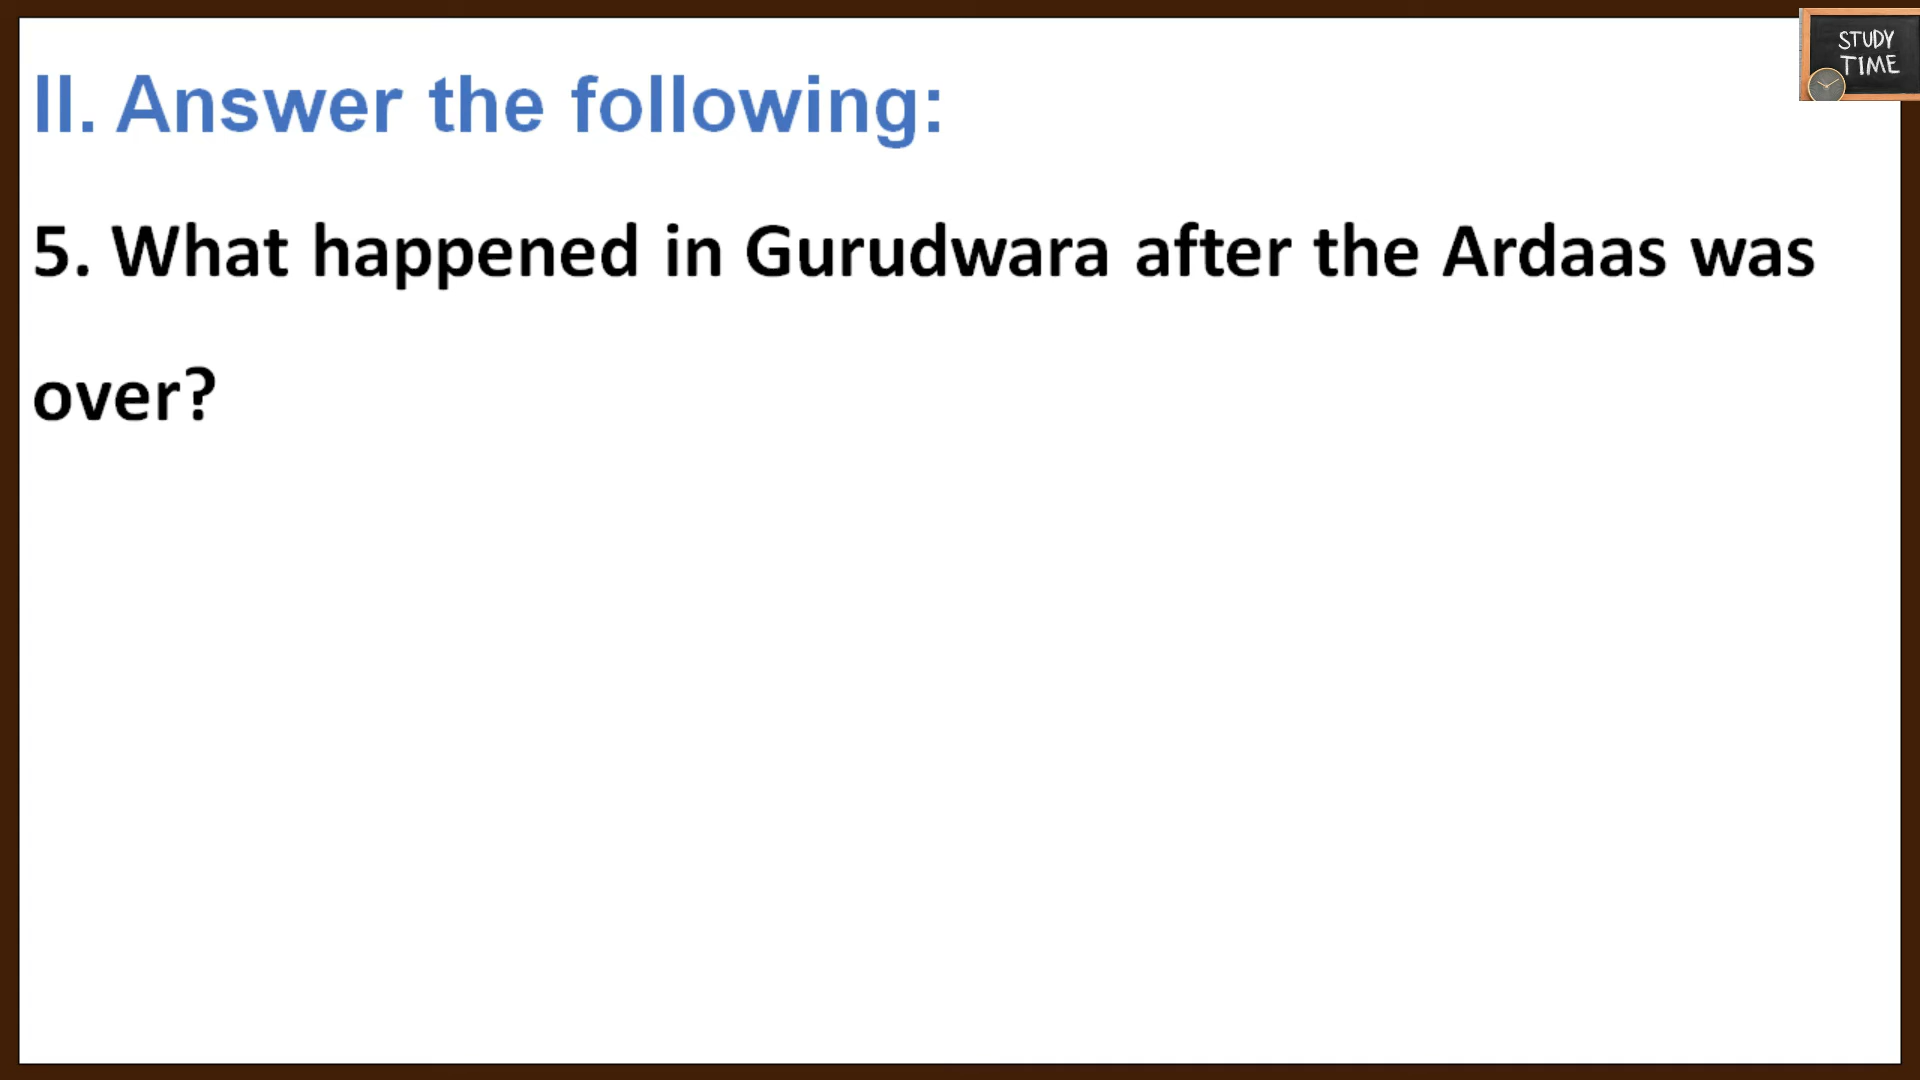 STUDY
TIME
II. Answer the following:
5. What happened in Gurudwara after the Ardaas was
over?